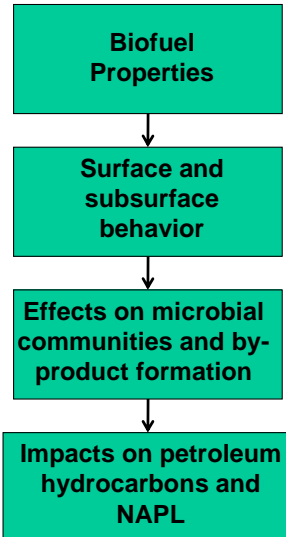 Biofuel
Properties
Surface and
subsurface
behavior
Effects on microbial
communities and by-
product formation
Impacts on petroleum
hydrocarbons and
NAPL